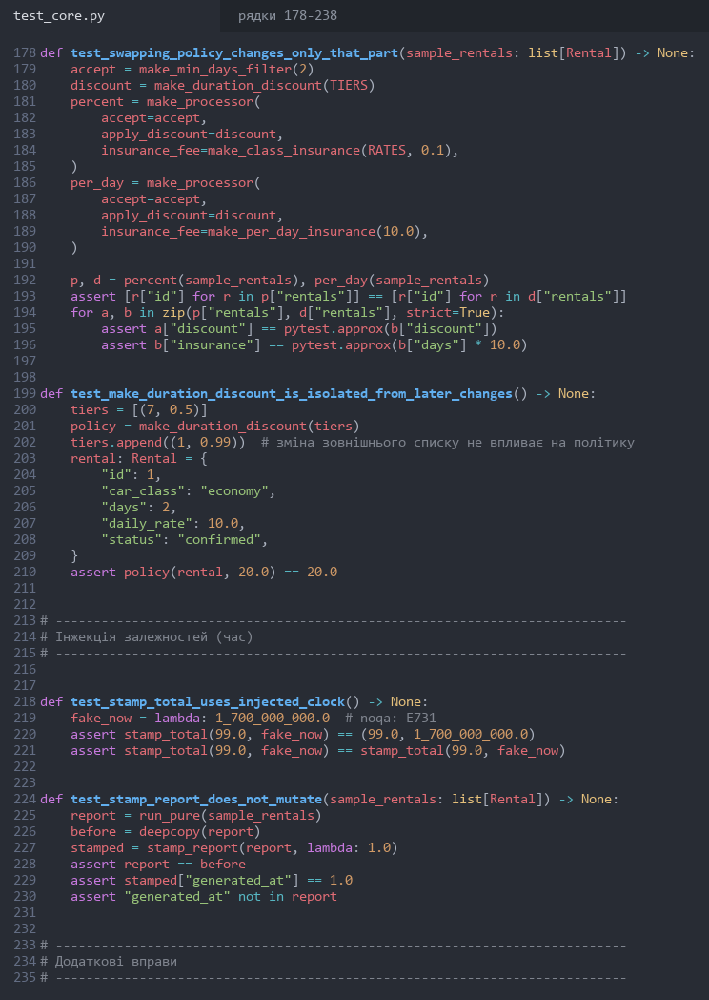 test_core.py рядки 178-238
178 def test_swapping_policy_changes_only_that_part(sample_rentals: list[Rental]) -> None:
179     accept = make_min_days_filter(2)
180     discount = make_duration_discount(TIERS)
181     percent = make_processor(
182         accept=accept,
183         apply_discount=discount,
184         insurance_fee=make_class_insurance(RATES, 0.1),
185     )
186     per_day = make_processor(
187         accept=accept,
188         apply_discount=discount,
189         insurance_fee=make_per_day_insurance(10.0),
190     )
191
192     p, d = percent(sample_rentals), per_day(sample_rentals)
193     assert [r["id"] for r in p["rentals"]] == [r["id"] for r in d["rentals"]]
194     for a, b in zip(p["rentals"], d["rentals"], strict=True):
195         assert a["discount"] == pytest.approx(b["discount"])
196         assert b["insurance"] == pytest.approx(b["days"] * 10.0)
197
198
199 def test_make_duration_discount_is_isolated_from_later_changes() -> None:
200     tiers = [(7, 0.5)]
201     policy = make_duration_discount(tiers)
202     tiers.append((1, 0.99))  # зміна зовнішнього списку не впливає на політику
203     rental: Rental = {
204         "id": 1,
205         "car_class": "economy",
206         "days": 2,
207         "daily_rate": 10.0,
208         "status": "confirmed",
209     }
210     assert policy(rental, 20.0) == 20.0
211
212
213 # ---------------------------------------------------------------------------
214 # Інжекція залежностей (час)
215 # ---------------------------------------------------------------------------
216
217
218 def test_stamp_total_uses_injected_clock() -> None:
219     fake_now = lambda: 1_700_000_000.0  # noqa: E731
220     assert stamp_total(99.0, fake_now) == (99.0, 1_700_000_000.0)
221     assert stamp_total(99.0, fake_now) == stamp_total(99.0, fake_now)
222
223
224 def test_stamp_report_does_not_mutate(sample_rentals: list[Rental]) -> None:
225     report = run_pure(sample_rentals)
226     before = deepcopy(report)
227     stamped = stamp_report(report, lambda: 1.0)
228     assert report == before
229     assert stamped["generated_at"] == 1.0
230     assert "generated_at" not in report
231
232
233 # ---------------------------------------------------------------------------
234 # Додаткові вправи
235 # ---------------------------------------------------------------------------